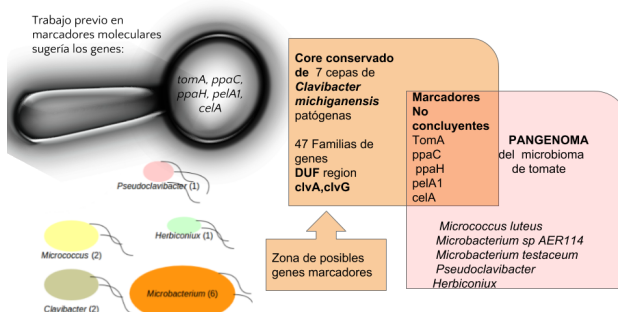 Trabajo previo en
marcadores moleculares
sugería los genes:
tomA, ppaC,
ppaH, pelA1,
celA
Pseudoclavibacter (1)
Herbiconiux (1)
Micrococcus (2)
Clavibacter (2)
Microbacterium (6)
Core conservado
de 7 cepas de
Clavibacter
michiganensis
patógenas
47 Familias de
genes
DUF region
clvA,clvG
Zona de posibles
genes marcadores
Marcadores
No
concluyentes
TomA
ppaC
ppaH
pelA1
celA
PANGENOMA
del microbioma
de tomate
Micrococcus luteus
Microbacterium sp AER114
Microbacterium testaceum
Pseudoclavibacter
Herbiconiux